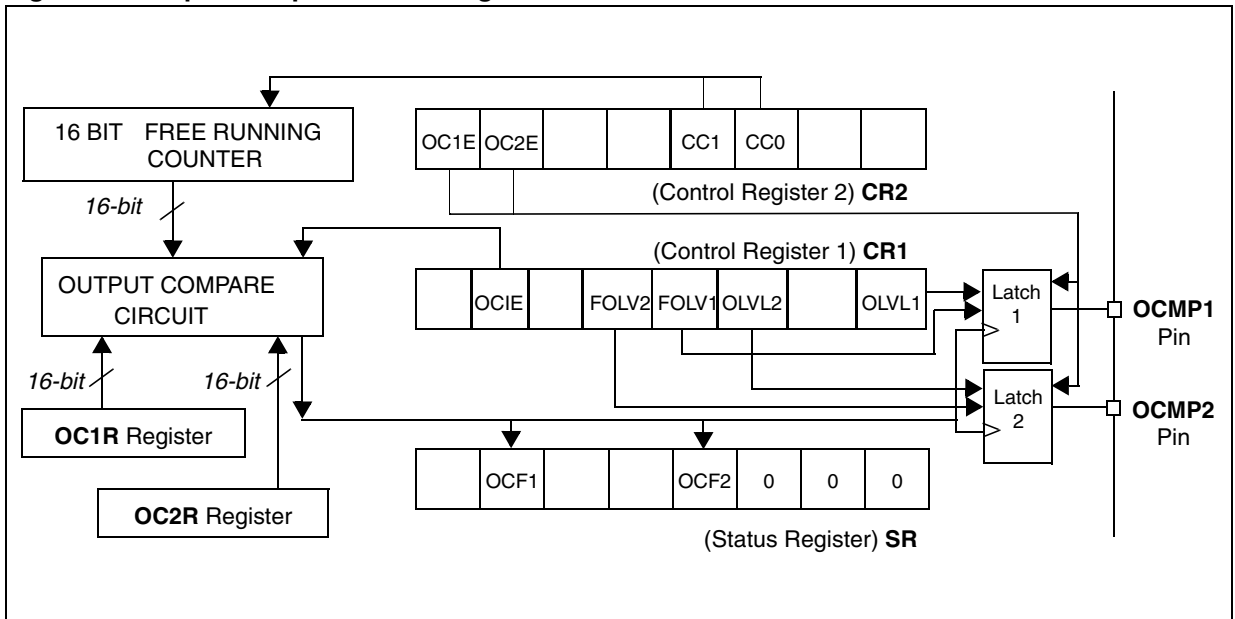 16 BIT FREE RUNNING
COUNTER
OC1E OC2E CC1 CC0
(Control Register 2) CR2
16-bit
(Control Register 1) CR1
OUTPUT COMPARE
CIRCUIT
OCIE FOLV2 FOLV1 OLVL2 OLVL1
Latch
1
OCMP1
Pin
16-bit 16-bit
Latch
2
OCMP2
Pin
OC1R Register
OCF1 OCF2 0 0 0
OC2R Register
(Status Register) SR